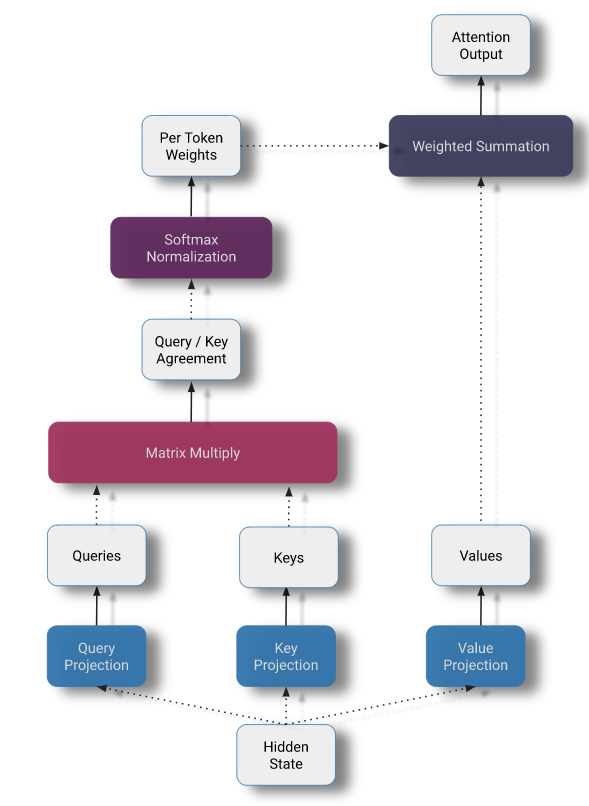 Attention
Output
Per Token
Weights
Weighted Summation
Softmax
Normalization
Query / Key
Agreement
Matrix Multiply
Queries
Keys
Values
Query
Projection
Key
Projection
Value
Projection
Hidden
State